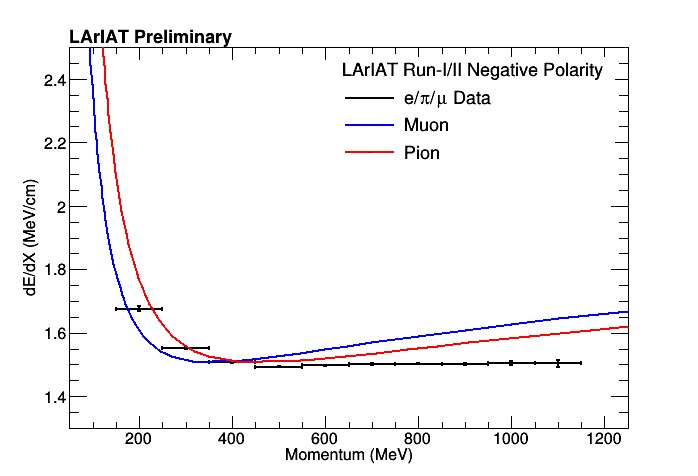 LArIAT Preliminary
LArIAT Run-I/II Negative Polarity
e/π/μ Data
Muon
Pion
dE/dX (MeV/cm)
2.4
2.2
2
1.8
1.6
1.4
200 400 600 800 1000 1200
Momentum (MeV)